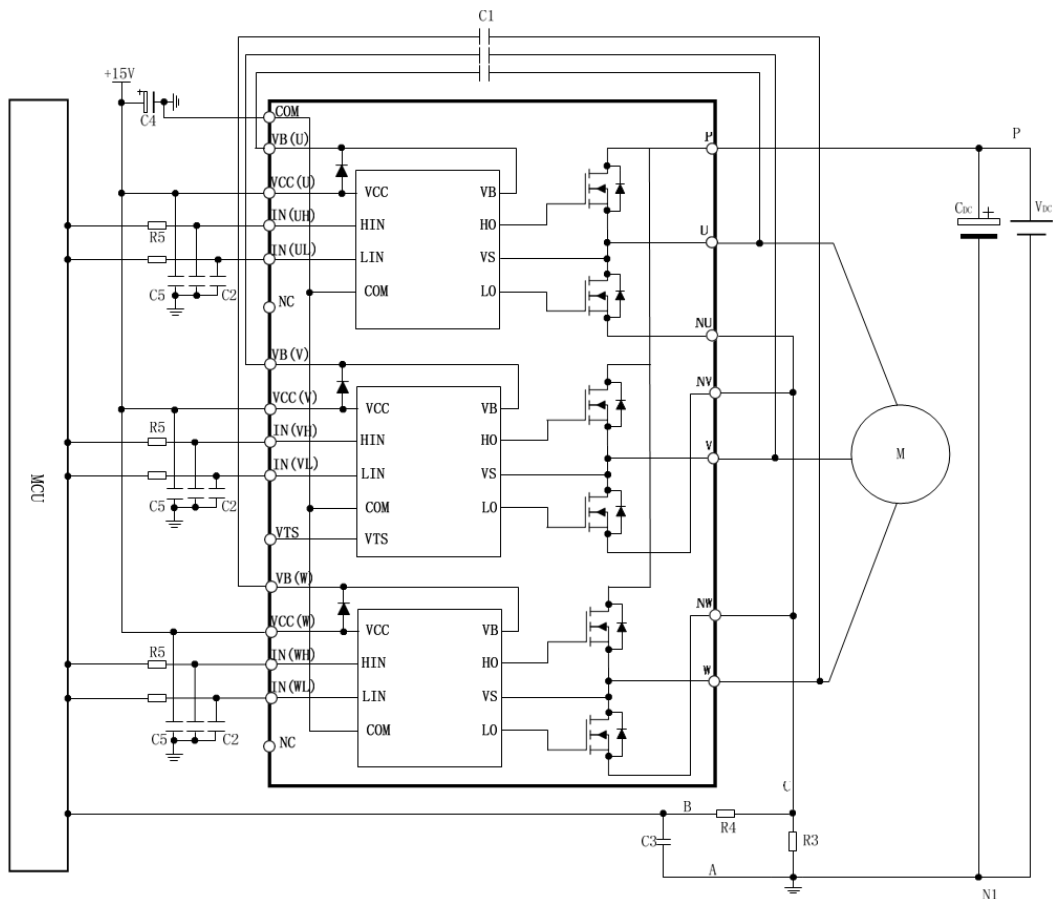 C1
+15V
+
C4
COM
VB(U)
VCC(U)
IN(UH)
IN(UL)
NC
R5
C5
C2
VCC
HIN
LIN
COM
VB
HO
VS
LO
P
U
NU
P
CDC
+
VDC
VB(V)
VCC(V)
IN(VH)
IN(VL)
VTS
R5
C5
C2
VCC
HIN
LIN
COM
VTS
VB
HO
VS
LO
NV
V
M
MCU
VB(W)
VCC(W)
IN(WH)
IN(WL)
NC
R5
C5
C2
VCC
HIN
LIN
COM
VB
HO
VS
LO
NW
W
C
B
R4
C3
R3
A
N1